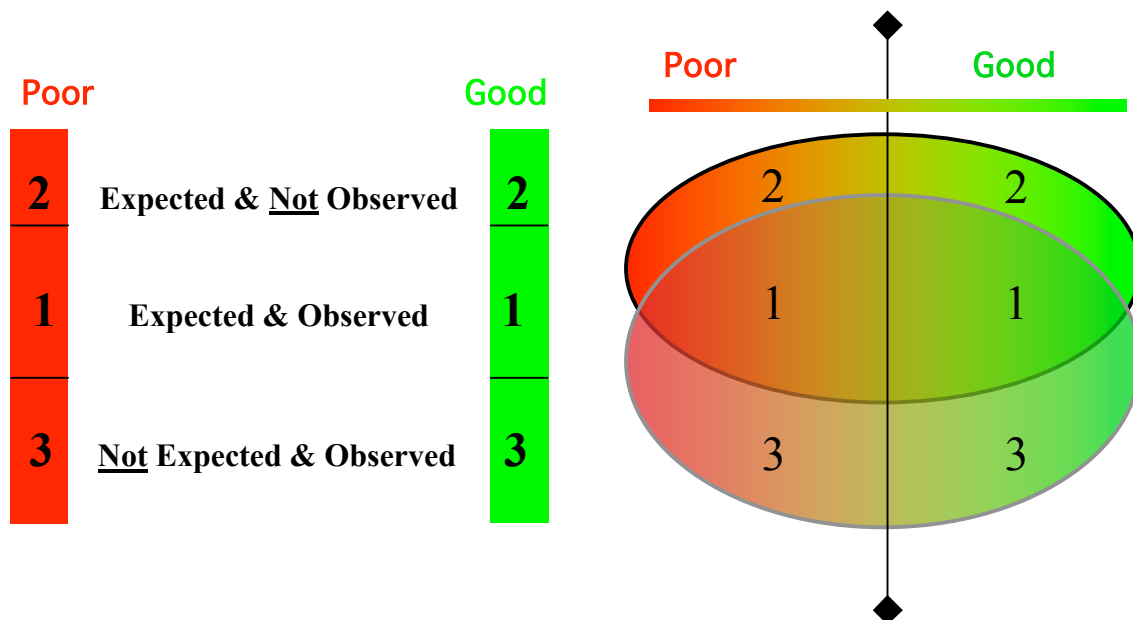 Poor Good
2 Expected & Not Observed 2
1 Expected & Observed 1
3 Not Expected & Observed 3
Poor Good
2 2
1 1
3 3